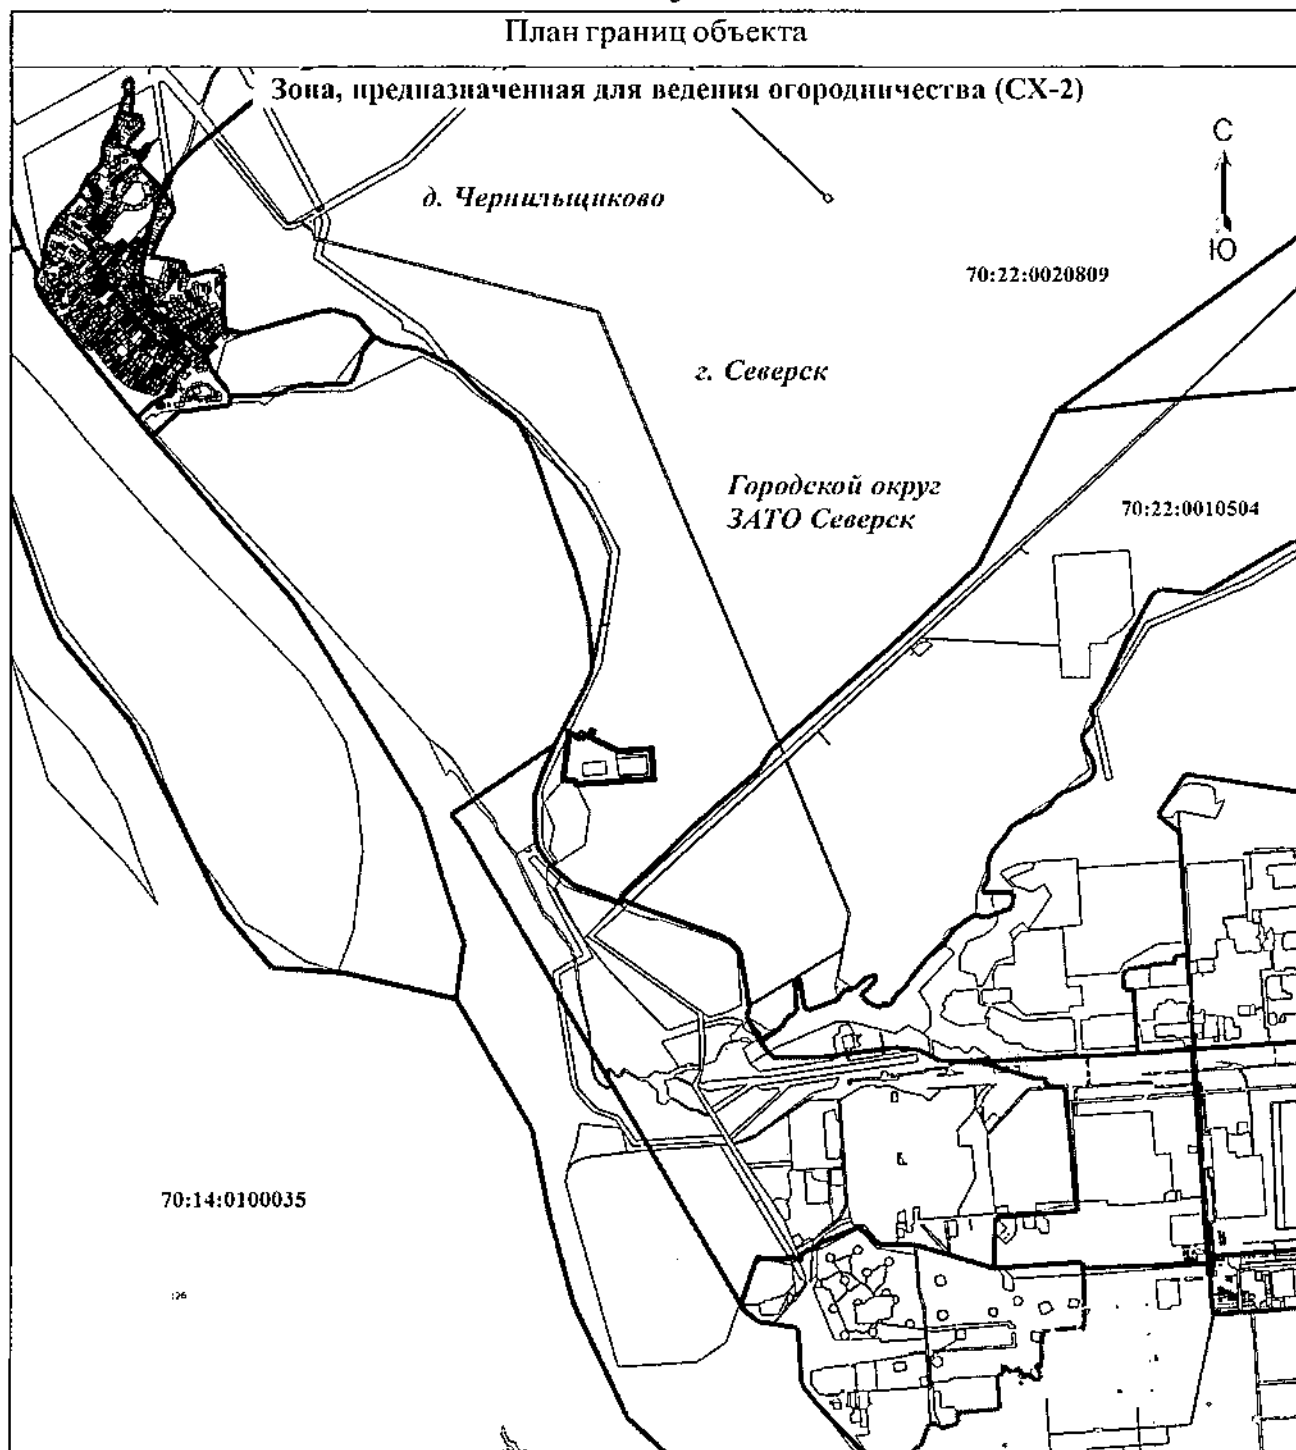 План границ объекта
Зона, предназначенная для ведения огородничества (СХ-2)
С
Ю
д. Чернильщиково
70:22:0020809
г. Северск
Городской округ
ЗАТО Северск
70:22:0010504
70:14:0100035
:26